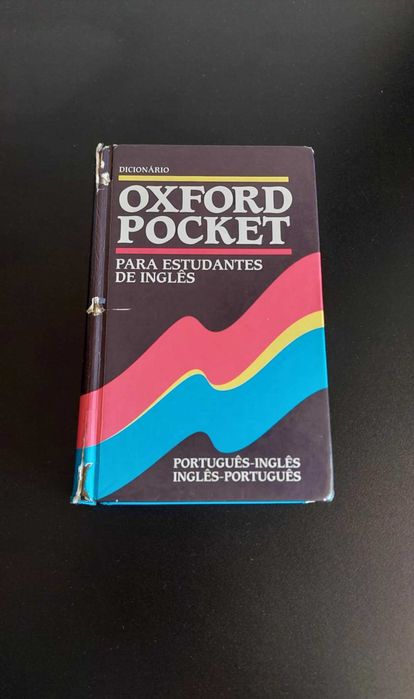 DICIONÁRIO
OXFORD
POCKET
PARA ESTUDANTES
DE INGLÊS
PORTUGUÊS-INGLÊS
INGLÊS-PORTUGUÊS